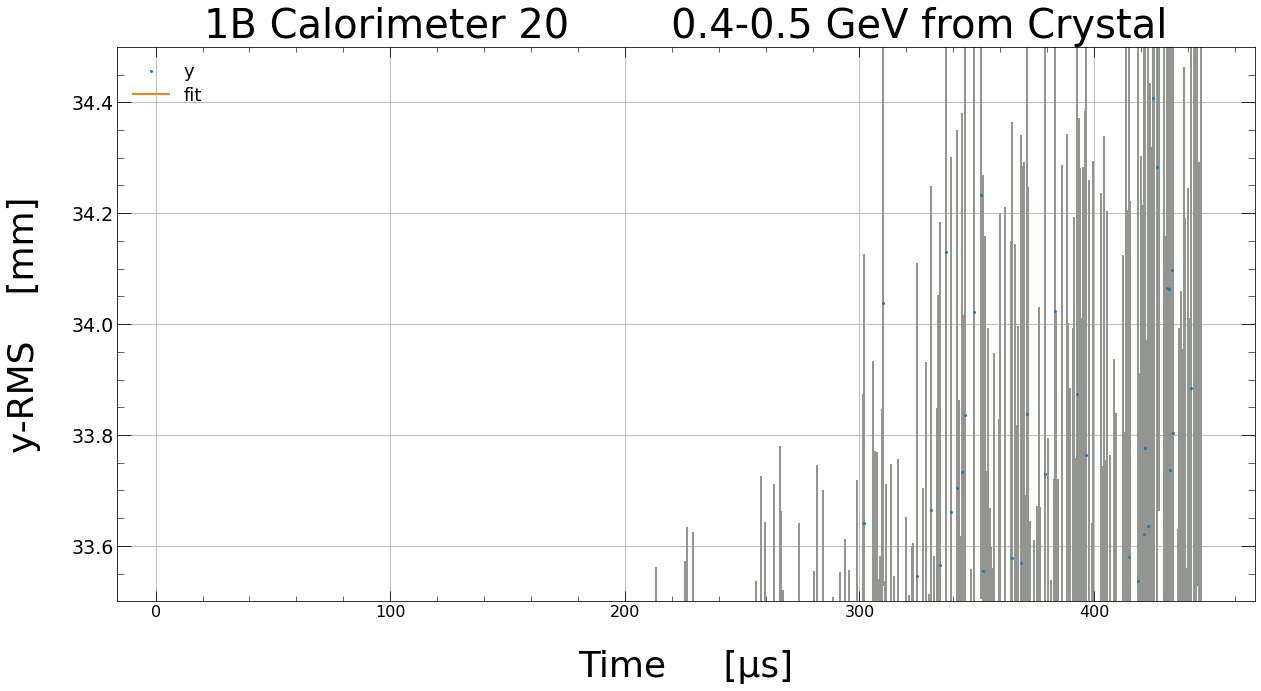 1B Calorimeter 20 0.4-0.5 GeV from Crystal
y
fit
34.4
34.2
34.0
33.8
33.6
y-RMS [mm]
0 100 200 300 400
Time [μs]